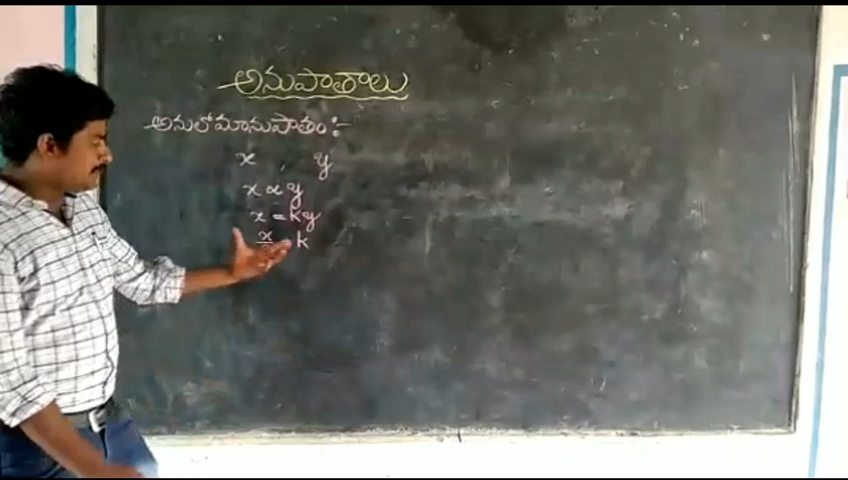 అనుపాతాలు
అనులోమానుపాతం :-
x , y
x ∝ y
x = ky
x = k